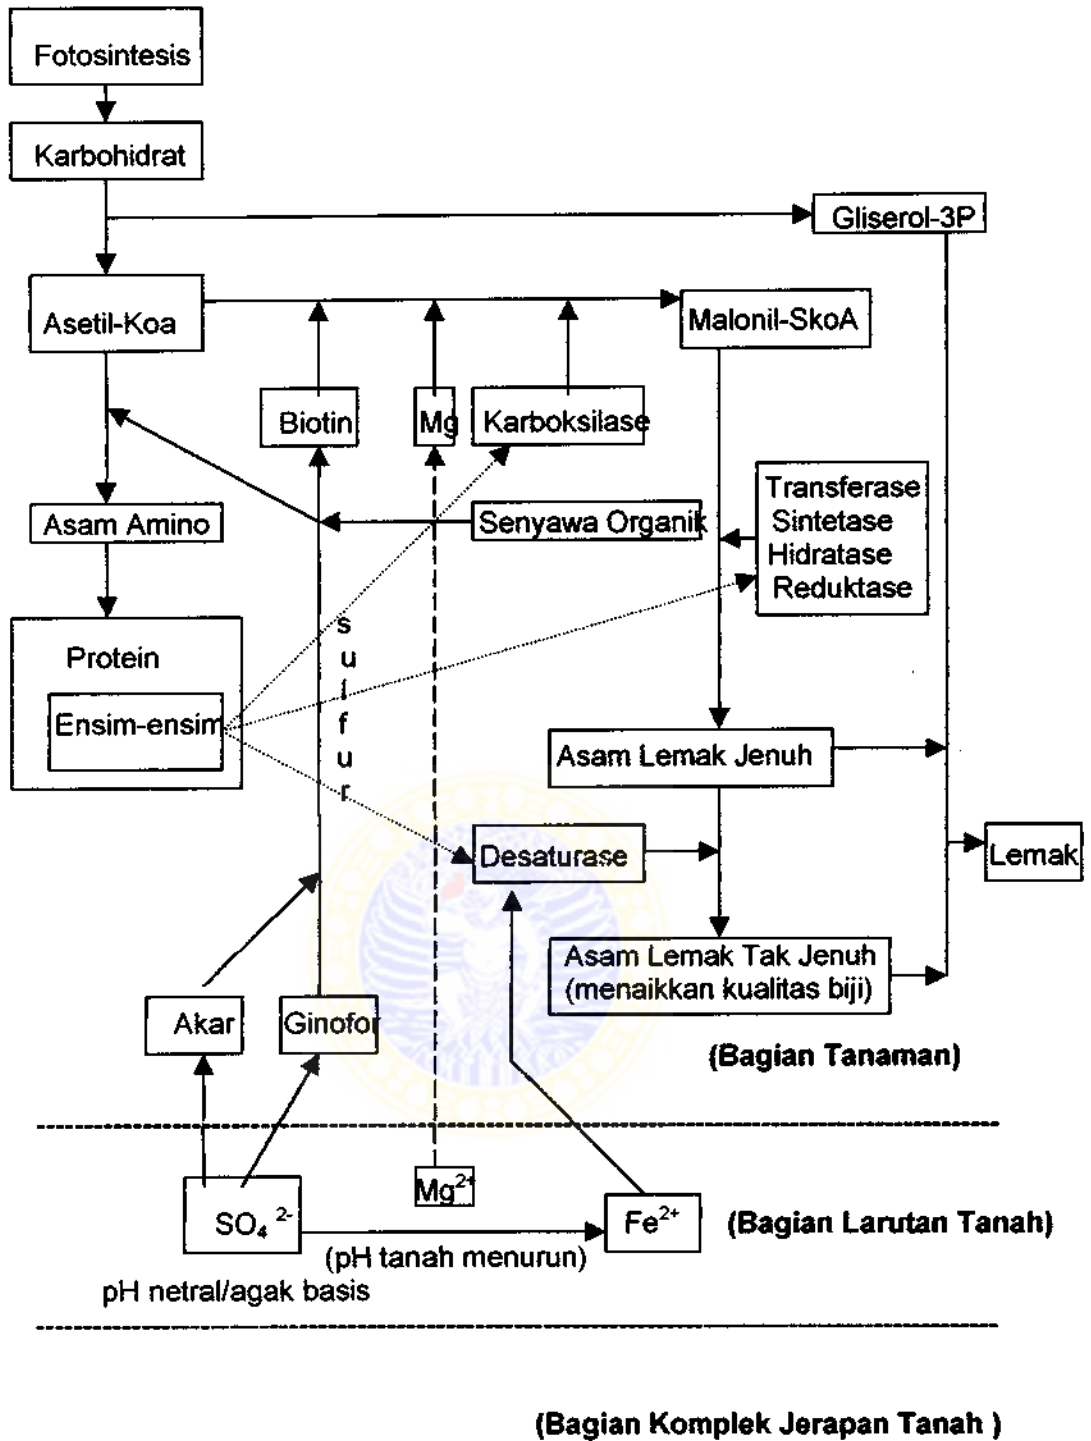 Fotosintesis
Karbohidrat
Gliserol-3P
Asetil-Koa
Malonil-SkoA
Biotin
Mg
Karboksilase
Transferase
Sintetase
Hidratase
Reduktase
Asam Amino
Senyawa Organik
sulfur
Protein
Ensim-ensim
Asam Lemak Jenuh
Desaturase
Lemak
Asam Lemak Tak Jenuh
(menaikkan kualitas biji)
Akar
Ginofor
(Bagian Tanaman)
Mg²⁺
SO₄ ²⁻
Fe²⁺
(Bagian Larutan Tanah)
(pH tanah menurun)
pH netral/agak basis
(Bagian Komplek Jerapan Tanah )